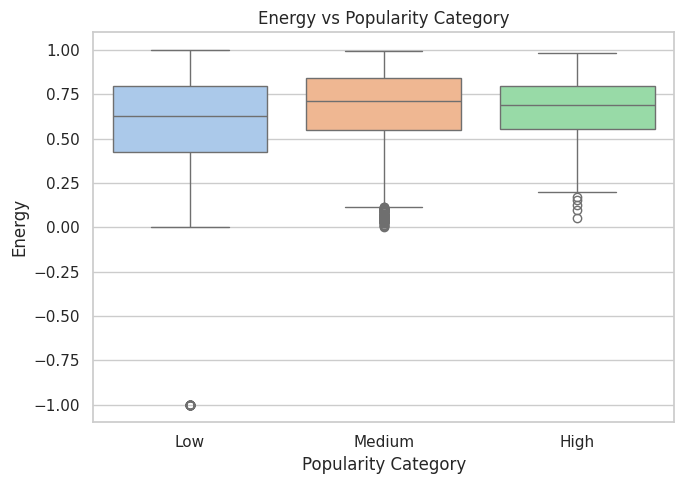 Energy vs Popularity Category
1.00
0.75
0.50
0.25
0.00
−0.25
−0.50
−0.75
−1.00
Energy
Low Medium High
Popularity Category